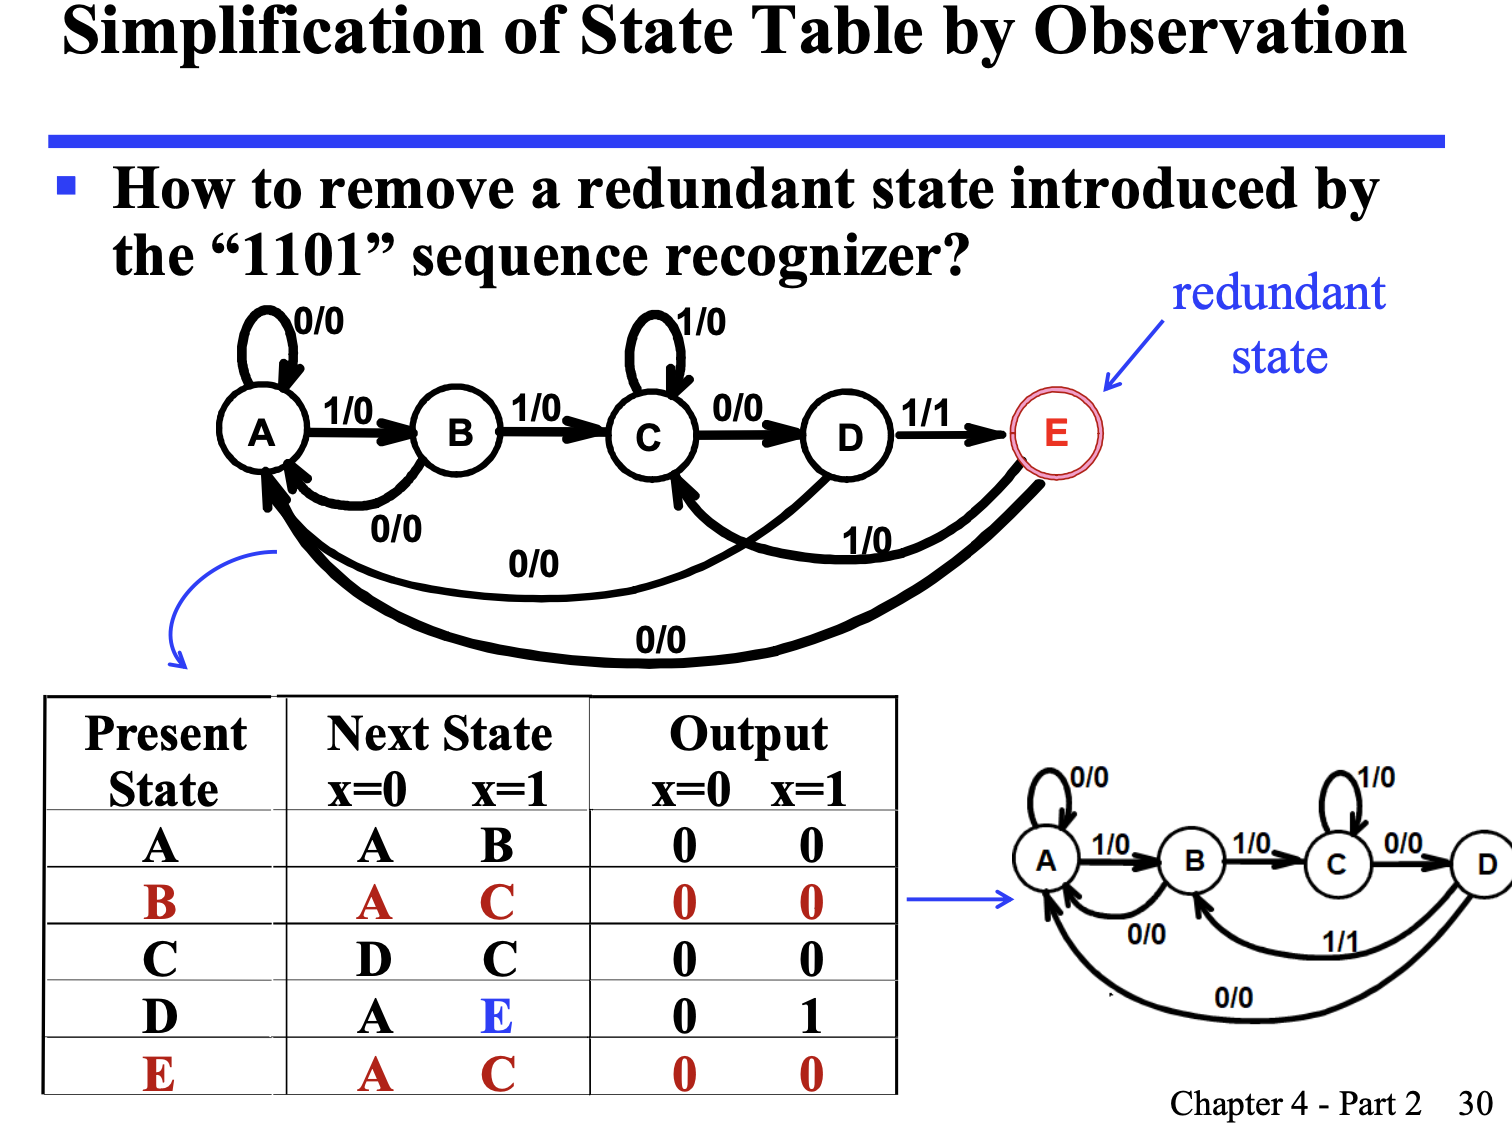 Simplification of State Table by Observation
▪ How to remove a redundant state introduced by
the “1101” sequence recognizer?
redundant
state
0/0
1/0
A
1/0
B
1/0
C
0/0
D
1/1
E
0/0
0/0
1/0
0/0
Present Next State Output
State x=0 x=1 x=0 x=1
A A B 0 0
B A C 0 0
C D C 0 0
D A E 0 1
E A C 0 0
0/0
1/0
A
1/0
B
1/0
C
0/0
D
0/0
1/1
0/0
Chapter 4 - Part 2 30